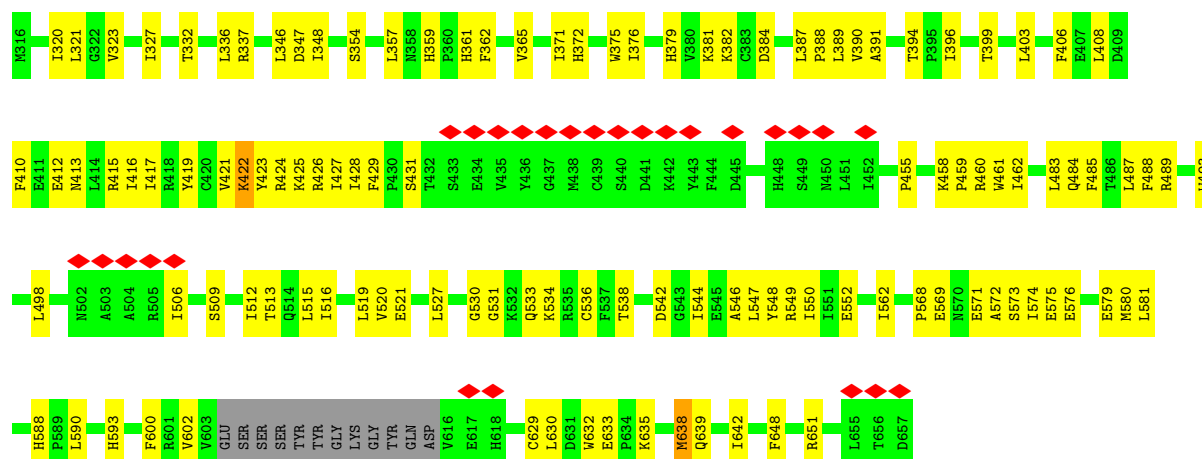 M316 I320 L321 G322 V323 I327 T332 L336 R337 L346 D347 I348 S354 L357 N358 H359 P360 H361 F362 V365 I371 H372 W375 I376 H379 V380 K381 K382 C383 D384 L387 P388 L389 V390 A391 T394 P395 I396 T399 L403 F406 E407 L408 D409
F410 E411 E412 N413 L414 R415 I416 I417 R418 Y419 C420 V421 K422 Y423 R424 K425 R426 I427 I428 F429 P430 S431 T432 S433 E434 V435 Y436 G437 M438 C439 S440 D441 K442 Y443 F444 D445 H448 S449 N450 L451 I452 P455 K458 P459 R460 W461 I462 L483 Q484 F485 T486 L487 F488 R489
L498 N502 A503 A504 R505 I506 S509 I512 T513 Q514 L515 I516 L519 V520 E521 L527 G530 G531 K532 Q533 K534 R535 C536 F537 T538 D542 G543 I544 E545 A546 L547 Y548 R549 I550 I551 E552 I562 P568 E569 N570 E571 A572 S573 I574 E575 E576 E579 M580 L581
H588 P589 L590 H593 F600 R601 V602 V603 GLU SER SER SER TYR TYR GLY LYS GLY TYR GLN ASP V616 E617 H618 C629 L630 D631 W632 E633 P634 K635 M638 Q639 I642 F648 R651 L655 T656 D657